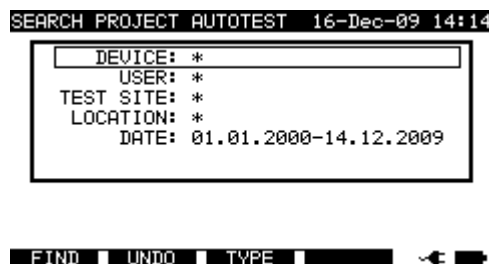 SEARCH PROJECT AUTOTEST 16-Dec-09 14:14
DEVICE: *
USER: *
TEST SITE: *
LOCATION: *
DATE: 01.01.2000-14.12.2009
FIND UNDO TYPE